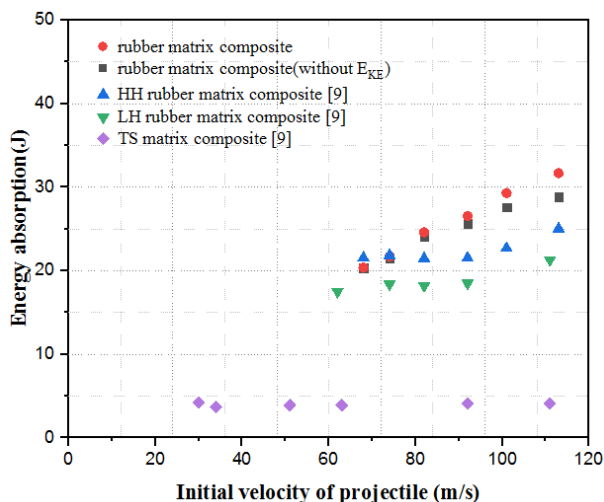 50
40
30
20
10
0
Energy absorption(J)
rubber matrix composite
rubber matrix composite(without EKE)
HH rubber matrix composite [9]
LH rubber matrix composite [9]
TS matrix composite [9]
0 20 40 60 80 100 120
Initial velocity of projectile (m/s)